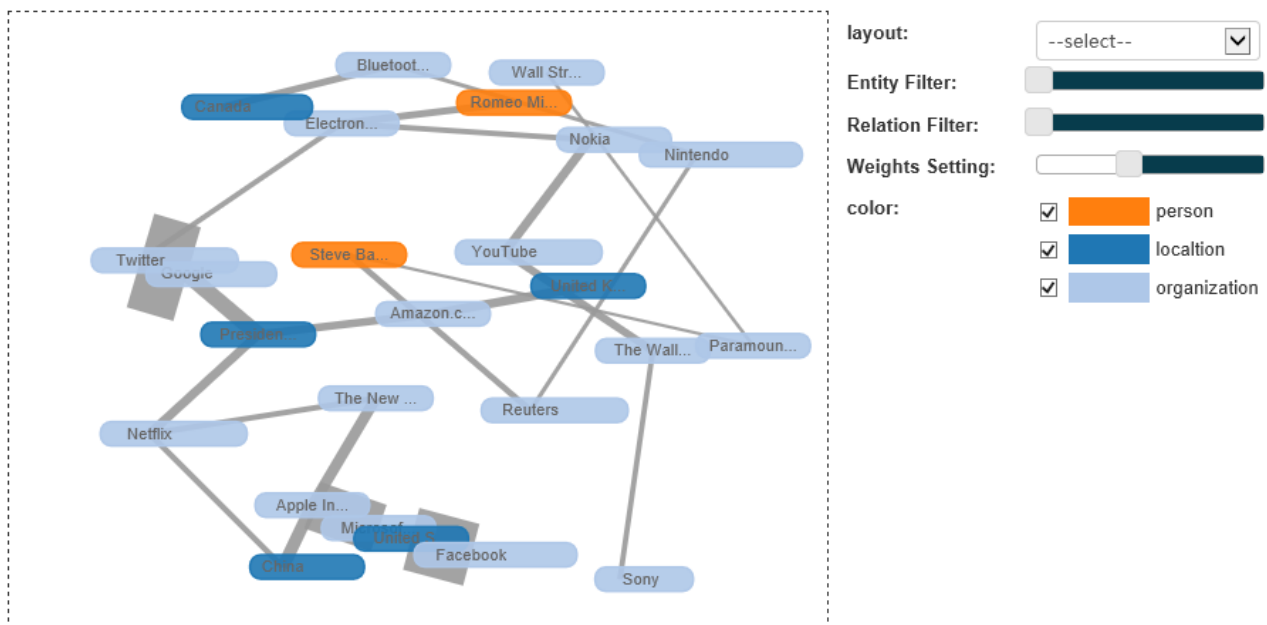 layout:
--select--
Entity Filter:
Relation Filter:
Weights Setting:
color:
person
localtion
organization
Bluetoot...
Wall Str...
Canada
Romeo Mi...
Electron...
Nokia
Nintendo
Twitter
Google
Steve Ba...
YouTube
United K...
Amazon.c...
Presiden...
The Wall...
Paramoun...
The New ...
Reuters
Netflix
Apple In...
Microsof...
United S...
Facebook
China
Sony